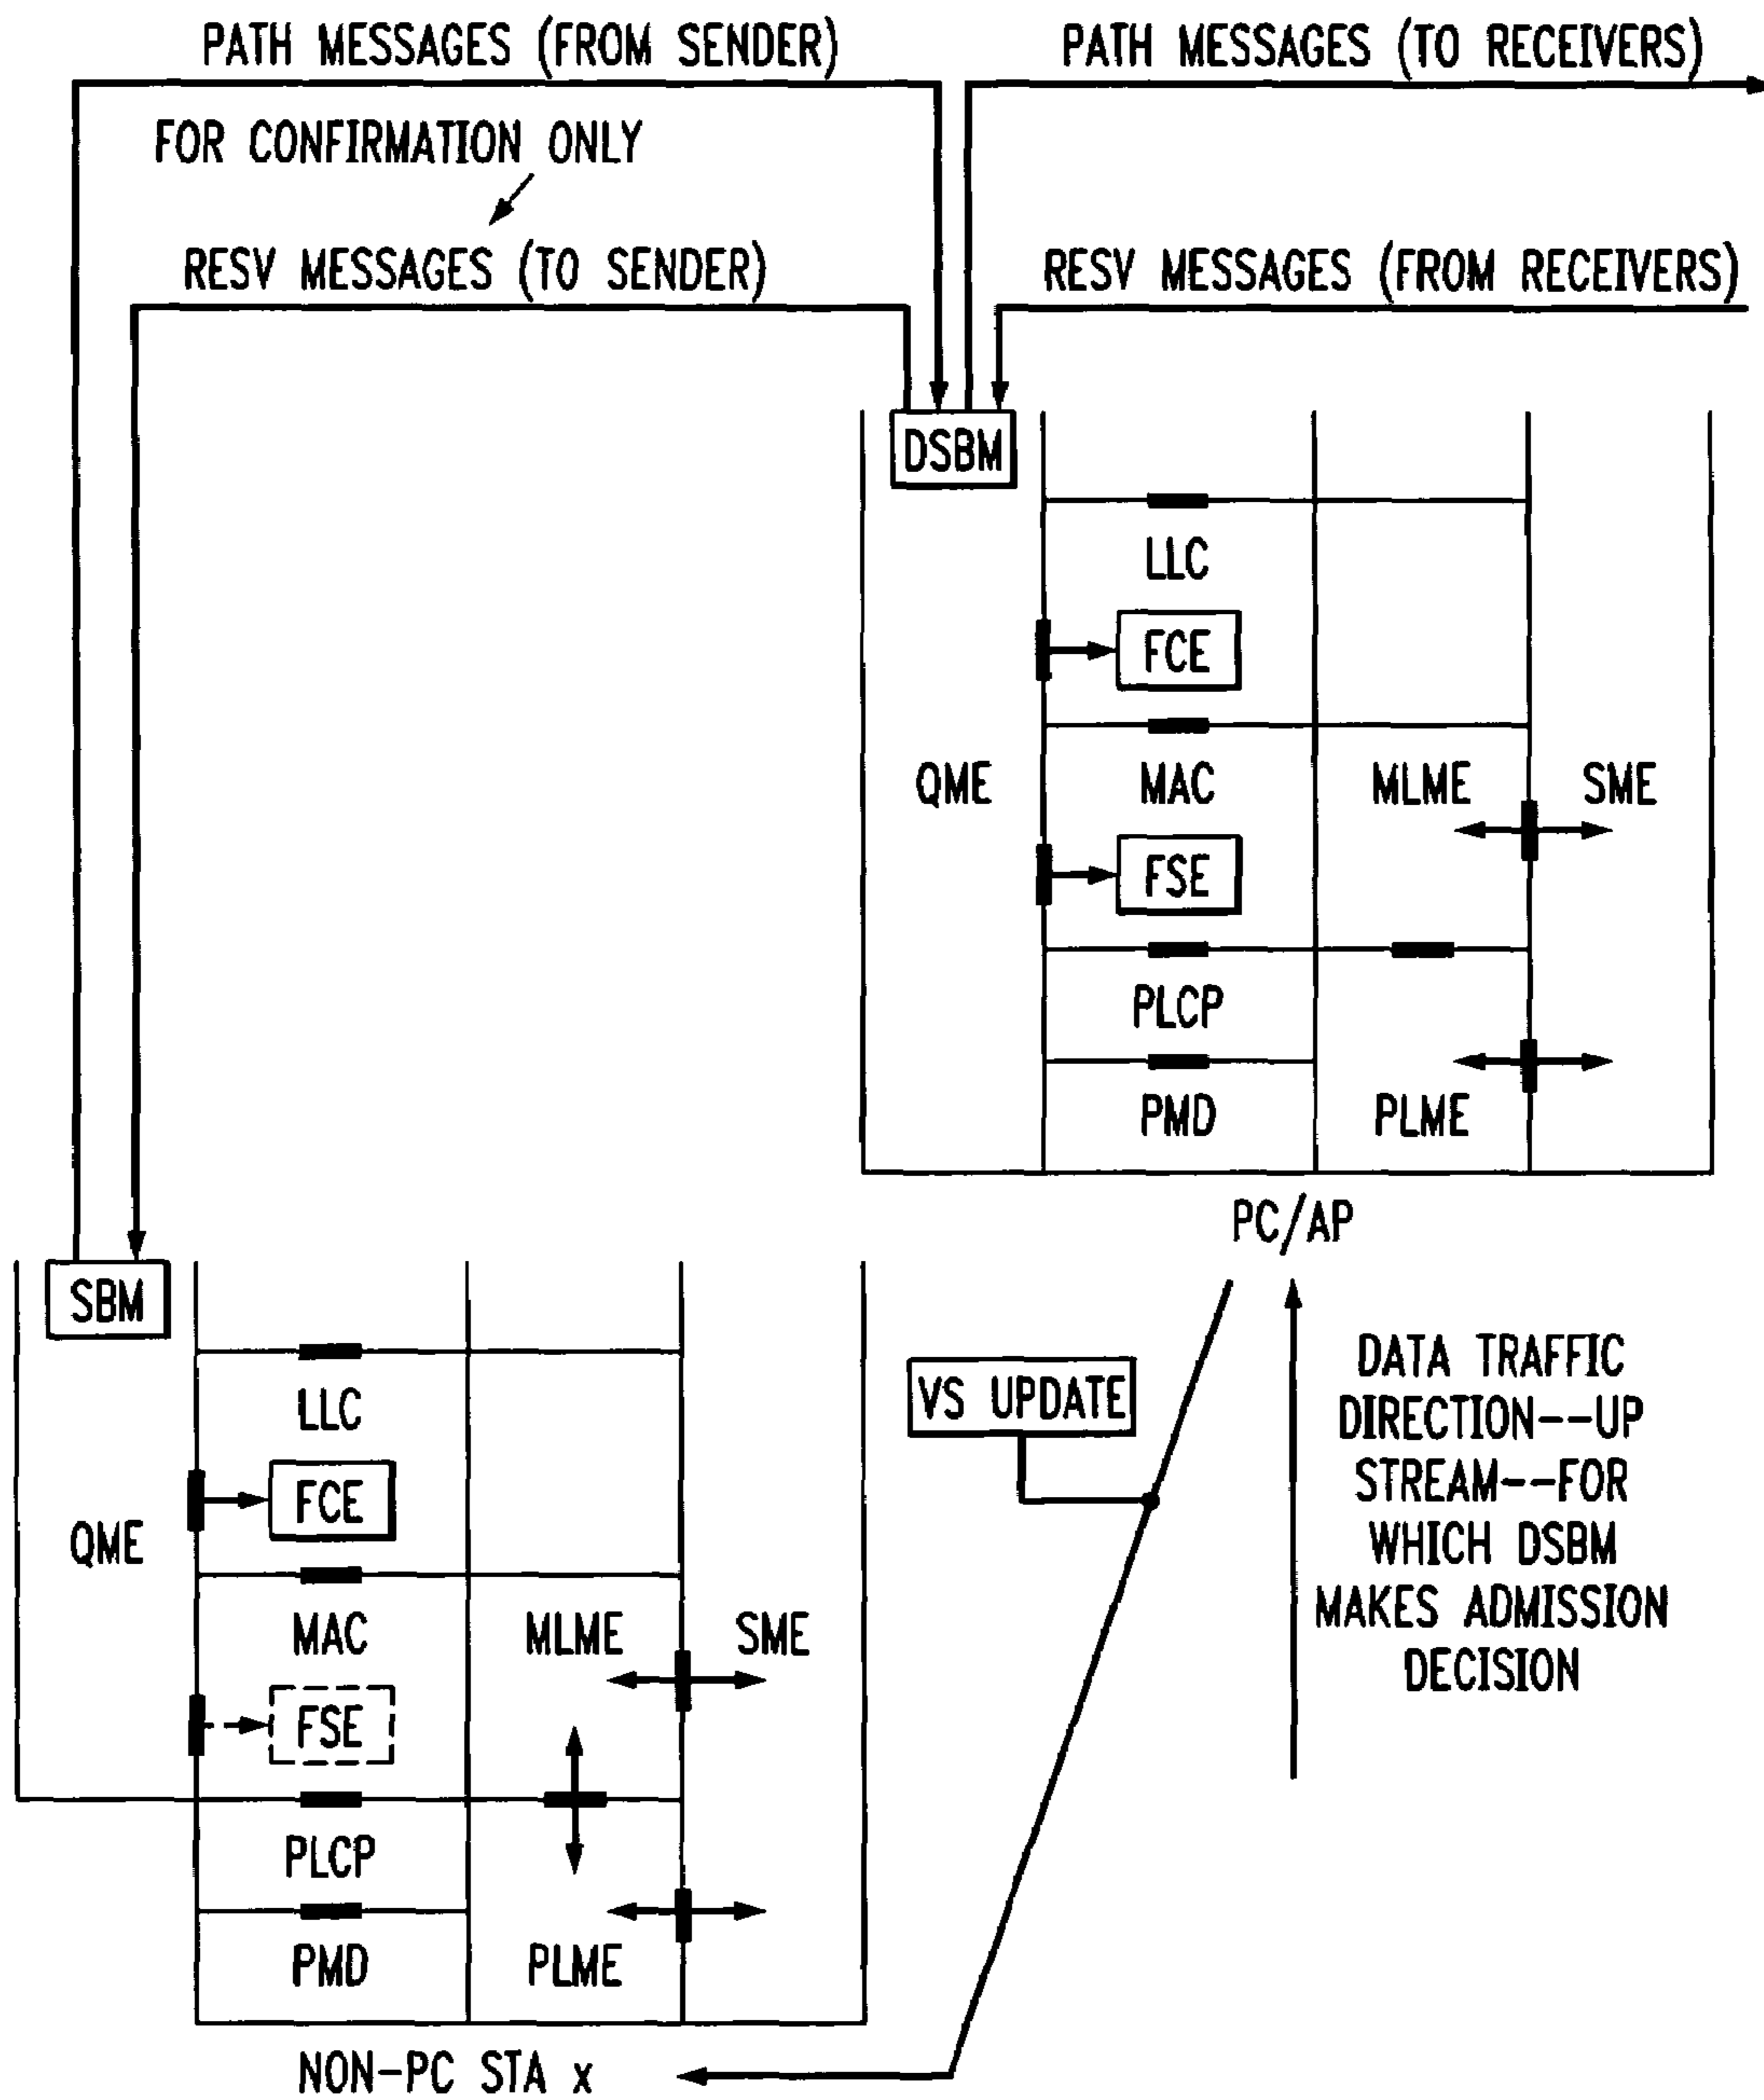 PATH MESSAGES (FROM SENDER)
PATH MESSAGES (TO RECEIVERS)
FOR CONFIRMATION ONLY
RESV MESSAGES (TO SENDER)
RESV MESSAGES (FROM RECEIVERS)
DSBM
LLC
FCE
QME
MAC
MLME
SME
FSE
PLCP
PMD
PLME
PC/AP
SBM
LLC
FCE
QME
MAC
MLME
SME
FSE
PLCP
PMD
PLME
NON-PC STA x
VS UPDATE
DATA TRAFFIC
DIRECTION--UP
STREAM--FOR
WHICH DSBM
MAKES ADMISSION
DECISION